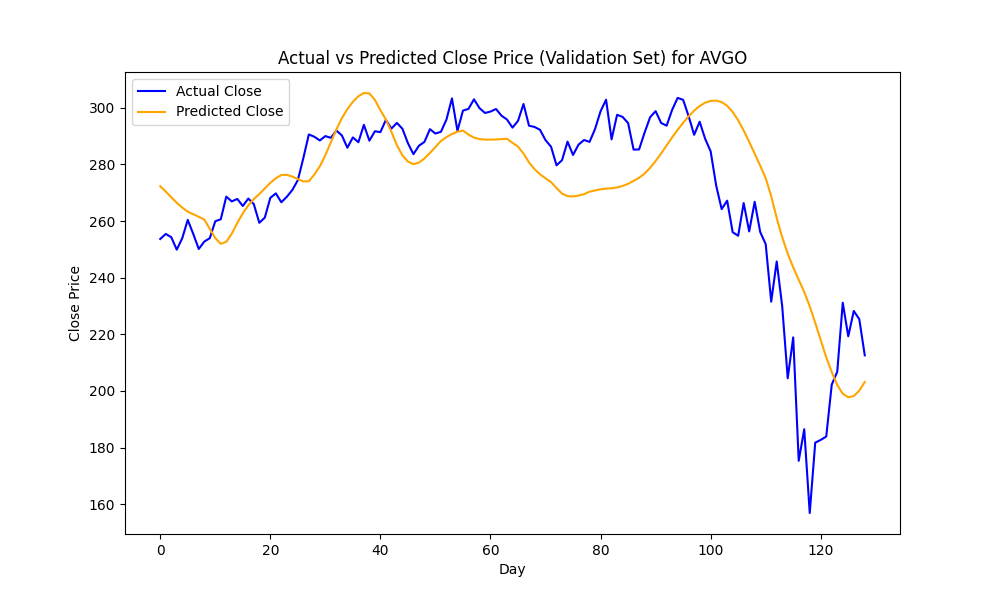 Actual vs Predicted Close Price (Validation Set) for AVGO
Actual Close
Predicted Close
Close Price
300
280
260
240
220
200
180
160
0 20 40 60 80 100 120
Day